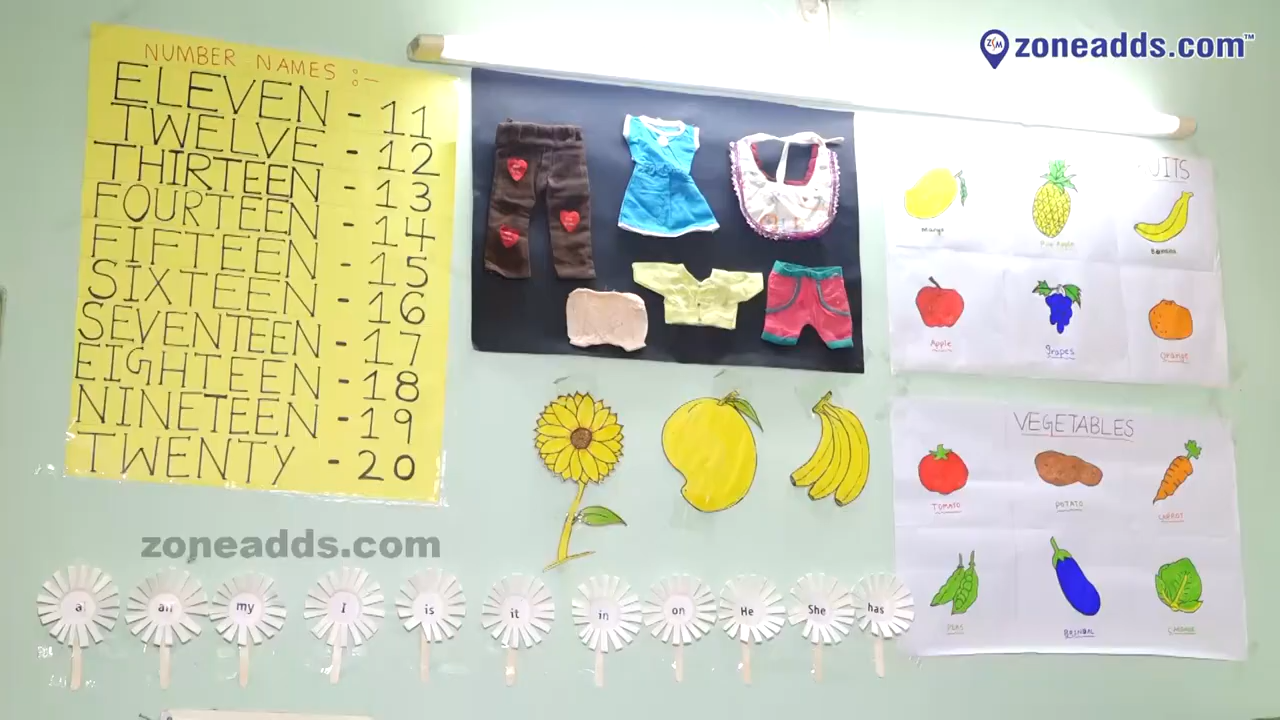 zoneadds.com™
NUMBER NAMES :-
ELEVEN - 11
TWELVE - 12
THIRTEEN - 13
FOURTEEN - 14
FIFTEEN - 15
SIXTEEN - 16
SEVENTEEN - 17
EIGHTEEN - 18
NINETEEN - 19
TWENTY - 20
Mango
Pine Apple
BANANA
Apple
grapes
orange
VEGETABLES
TOMATO
POTATO
CARROT
PEAS
BRINJAL
CABBAGE
zoneadds.com
an my I is it in on He She has